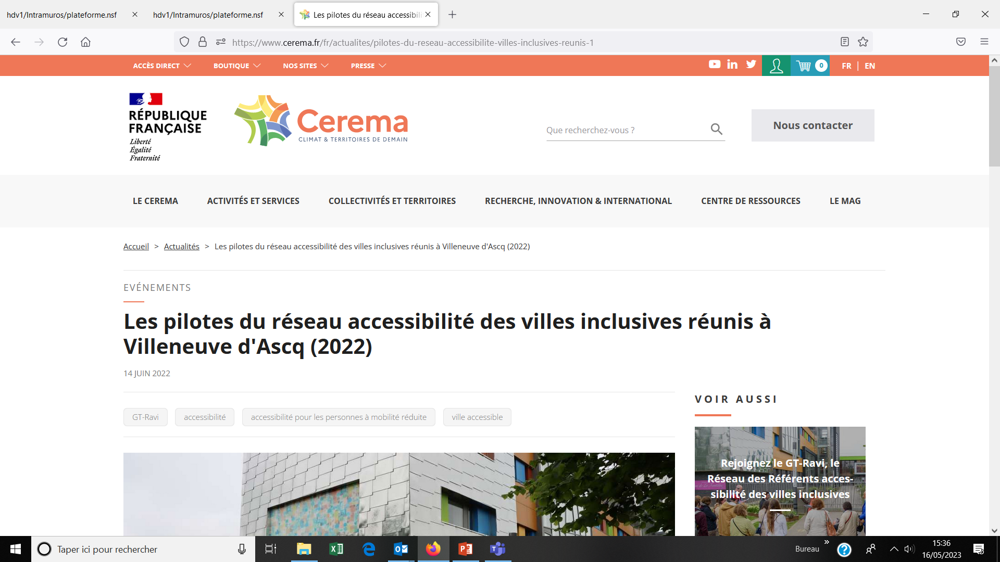 hdv1/Intramuros/plateforme.nsf
hdv1/Intramuros/plateforme.nsf
Les pilotes du réseau accessibili
https://www.cerema.fr/fr/actualites/pilotes-du-reseau-accessibilite-villes-inclusives-reunis-1
ACCÈS DIRECT
BOUTIQUE
NOS SITES
PRESSE
0
FR | EN
RÉPUBLIQUE
FRANÇAISE
Liberté
Égalité
Fraternité
Cerema
CLIMAT & TERRITOIRES DE DEMAIN
Que recherchez-vous ?
Nous contacter
LE CEREMA
ACTIVITÉS ET SERVICES
COLLECTIVITÉS ET TERRITOIRES
RECHERCHE, INNOVATION & INTERNATIONAL
CENTRE DE RESSOURCES
LE MAG
Accueil > Actualités > Les pilotes du réseau accessibilité des villes inclusives réunis à Villeneuve d'Ascq (2022)
EVÉNEMENTS
Les pilotes du réseau accessibilité des villes inclusives réunis à
Villeneuve d'Ascq (2022)
14 JUIN 2022
GT-Ravi
accessibilité
accessibilité pour les personnes à mobilité réduite
ville accessible
VOIR AUSSI
Rejoignez le GT-Ravi, le
Réseau des Référents acces-
sibilité des villes inclusives
Taper ici pour rechercher
Bureau
15:36
16/05/2023